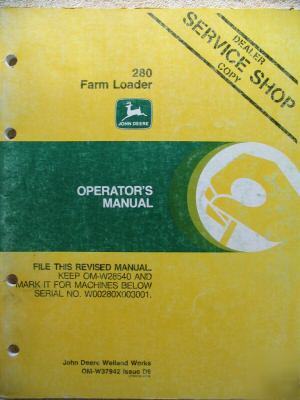 280
Farm Loader
DEALER
SERVICE SHOP
COPY
JOHN DEERE
OPERATOR'S
MANUAL
FILE THIS REVISED MANUAL.
KEEP OM-W28540 AND
MARK IT FOR MACHINES BELOW
SERIAL NO. W00280X003001.
John Deere Welland Works
OM-W37942 Issue D6